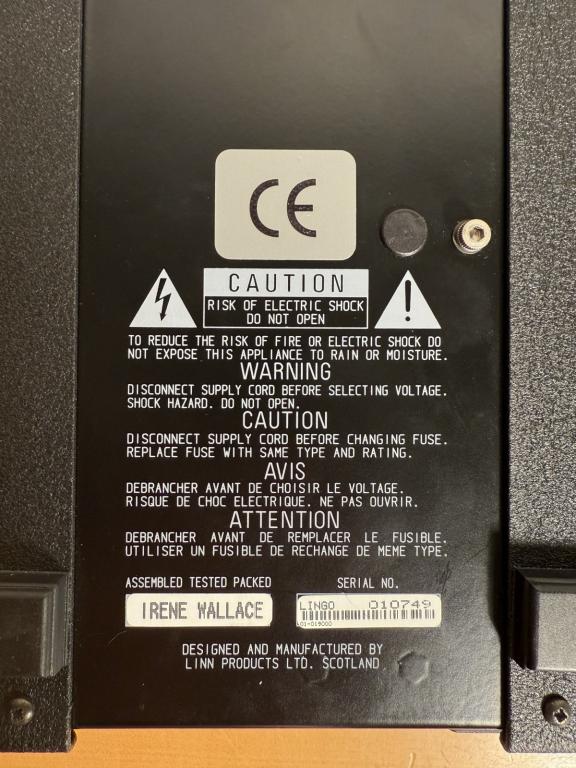 CE
CAUTION
RISK OF ELECTRIC SHOCK
DO NOT OPEN
!
TO REDUCE THE RISK OF FIRE OR ELECTRIC SHOCK DO
NOT EXPOSE THIS APPLIANCE TO RAIN OR MOISTURE.
WARNING
DISCONNECT SUPPLY CORD BEFORE SELECTING VOLTAGE.
SHOCK HAZARD. DO NOT OPEN.
CAUTION
DISCONNECT SUPPLY CORD BEFORE CHANGING FUSE.
REPLACE FUSE WITH SAME TYPE AND RATING.
AVIS
DEBRANCHER AVANT DE CHOISIR LE VOLTAGE.
RISQUE DE CHOC ELECTRIQUE. NE PAS OUVRIR.
ATTENTION
DEBRANCHER AVANT DE REMPLACER LE FUSIBLE.
UTILISER UN FUSIBLE DE RECHANGE DE MEME TYPE.
ASSEMBLED TESTED PACKED SERIAL NO.
IRENE WALLACE LINGO 010749
01-019000
DESIGNED AND MANUFACTURED BY
LINN PRODUCTS LTD. SCOTLAND